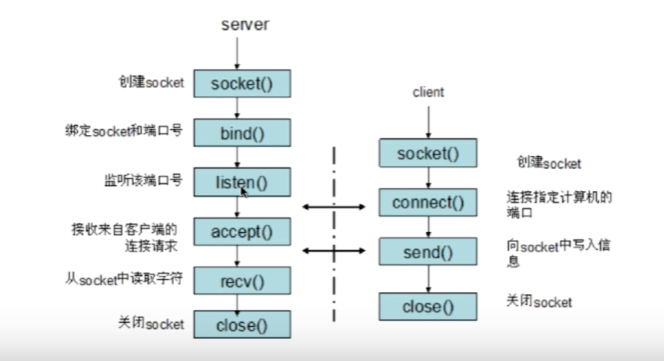 server
创建socket
socket()
绑定socket和端口号
bind()
监听该端口号
listen()
接收来自客户端的
连接请求
accept()
从socket中读取字符
recv()
关闭socket
close()
client
socket()
创建socket
connect()
连接指定计算机的
端口
send()
向socket中写入信
息
close()
关闭socket